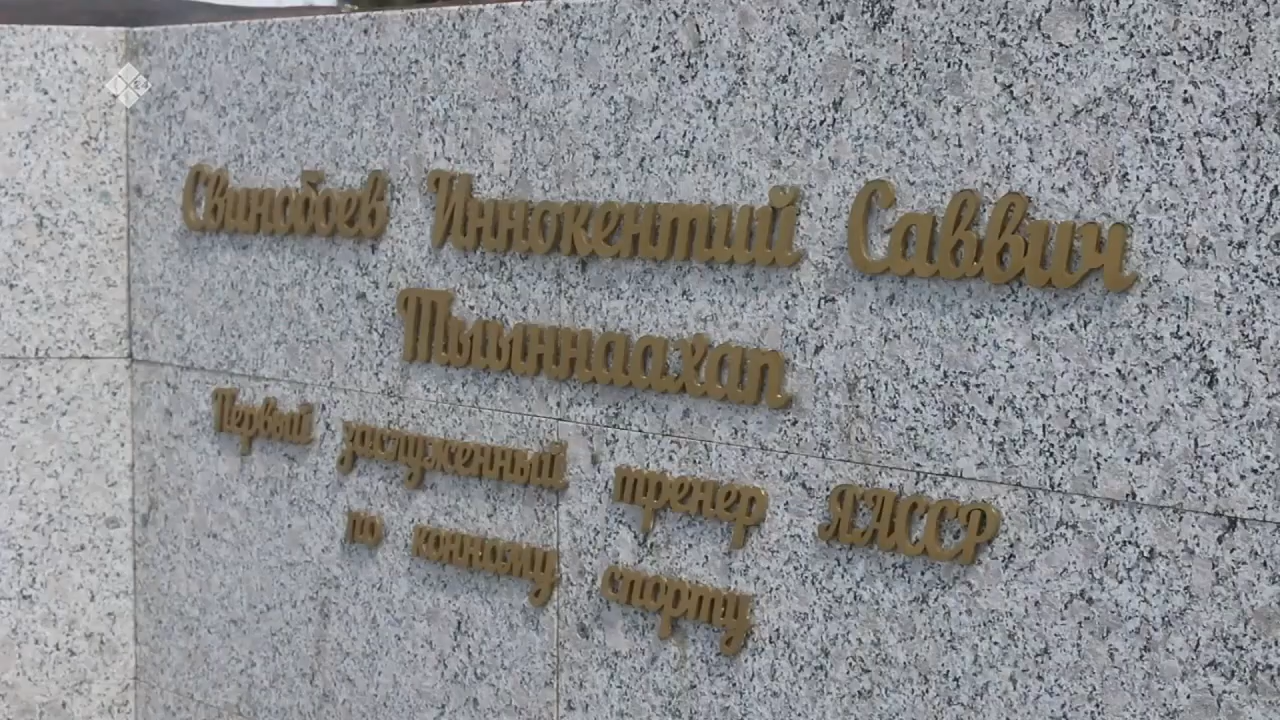 Свинобоев Иннокентий Саввич
Тыыннаахап
Первый заслуженный тренер ЯАССР
по конному спорту